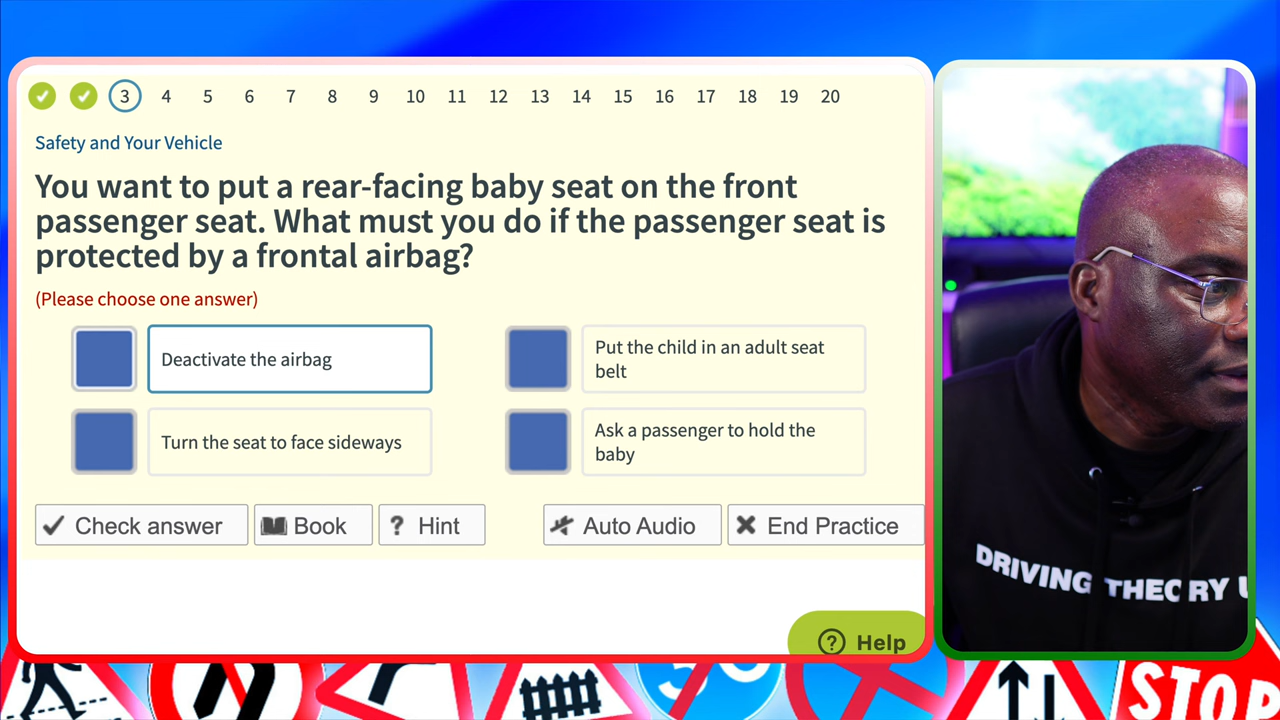 3 4 5 6 7 8 9 10 11 12 13 14 15 16 17 18 19 20
Safety and Your Vehicle
You want to put a rear-facing baby seat on the front
passenger seat. What must you do if the passenger seat is
protected by a frontal airbag?
(Please choose one answer)
Deactivate the airbag
Put the child in an adult seat
belt
Turn the seat to face sideways
Ask a passenger to hold the
baby
Check answer
Book
? Hint
Auto Audio
End Practice
? Help
DRIVING THEORY U
STOP